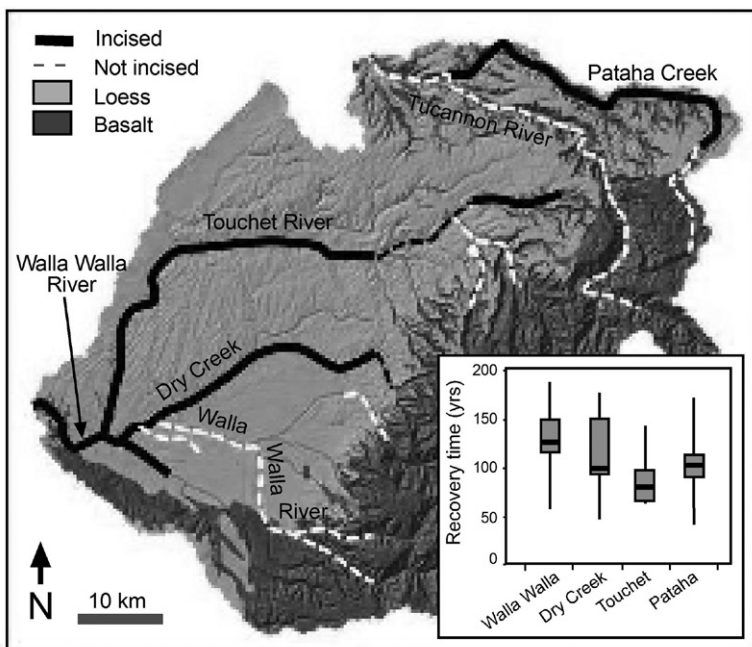 Incised
Not incised
Loess
Basalt
Pataha Creek
Tucannon River
Touchet River
Walla Walla
River
Dry Creek
Walla
Walla
River
N
10 km
Recovery time (yrs)
200
150
100
50
0
Walla Walla
Dry Creek
Touchet
Pataha